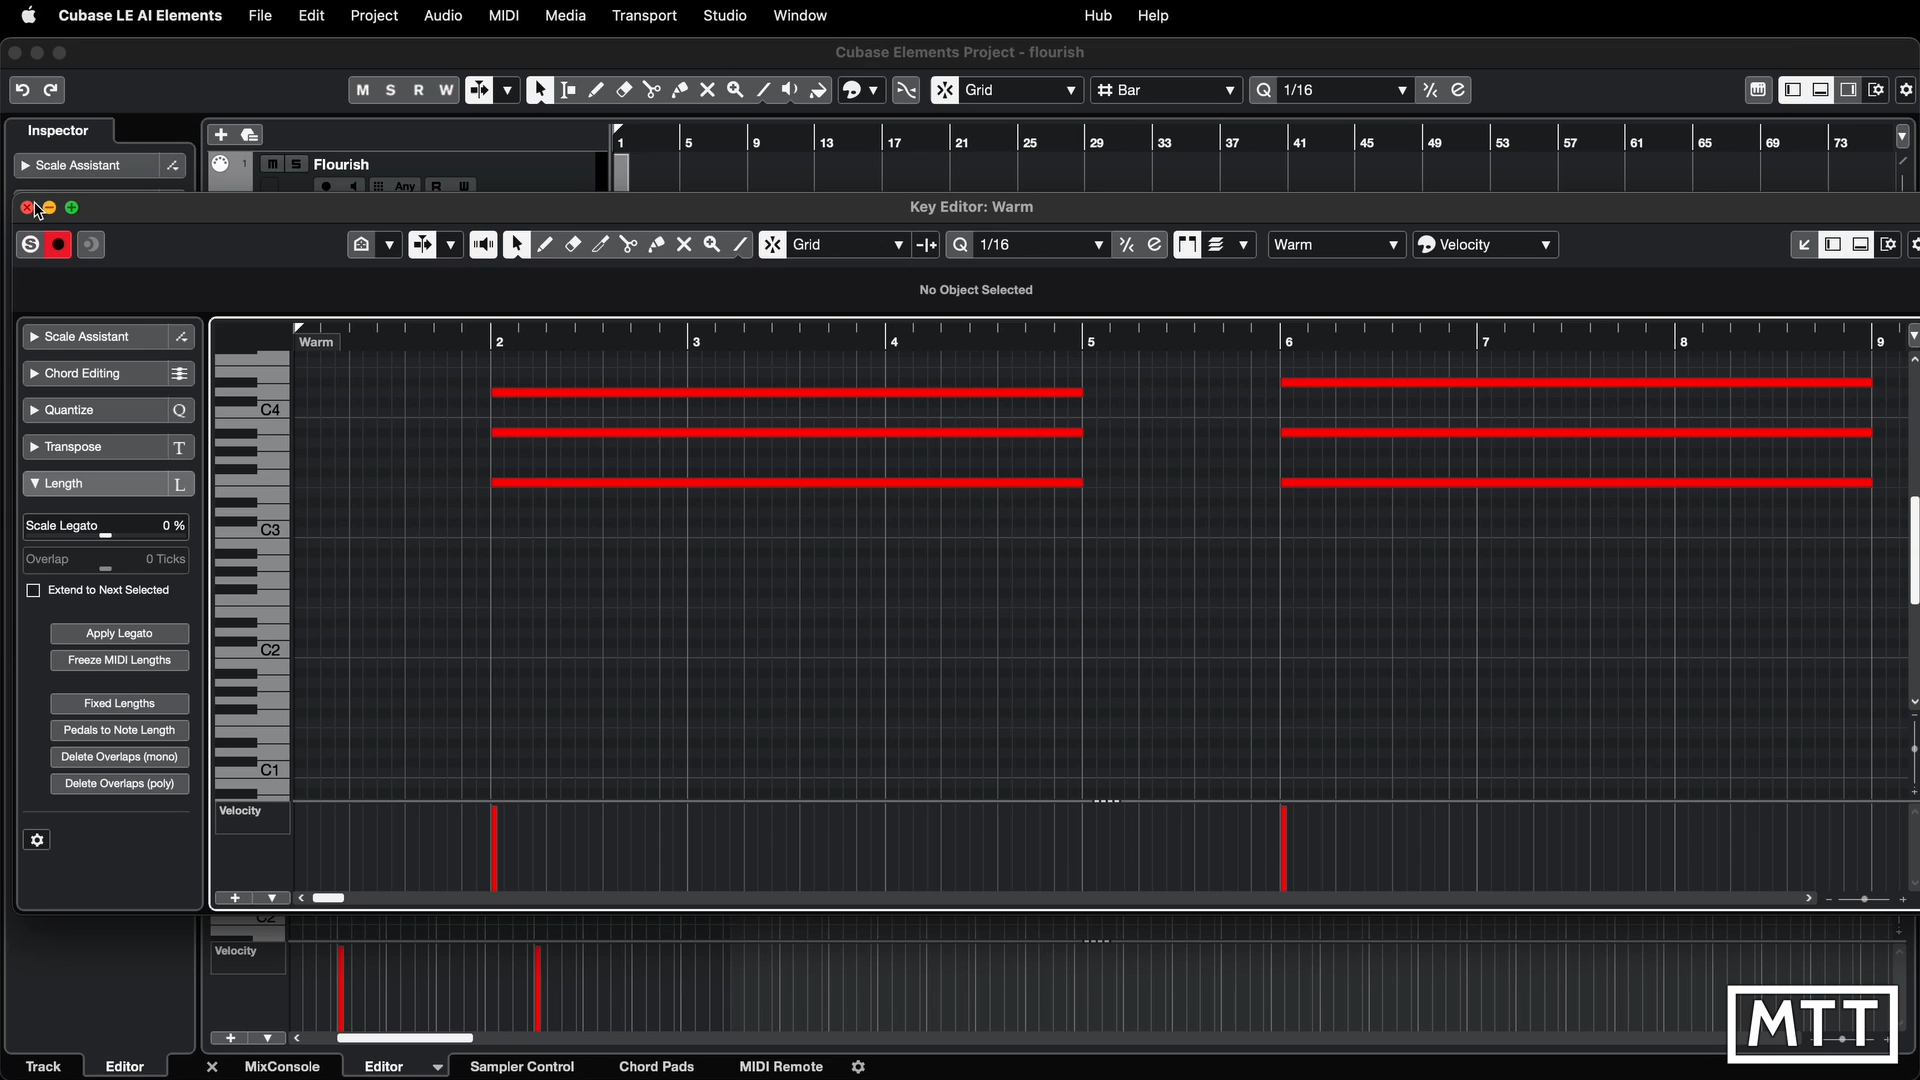 Cubase LE AI Elements File Edit Project Audio MIDI Media Transport Studio Window Hub Help
Cubase Elements Project - flourish
M S R W Grid Bar Q 1/16
Inspector
1 5 9 13 17 21 25 29 33 37 41 45 49 53 57 61 65 69 73
Scale Assistant
1 m S Flourish
Any R W
Key Editor: Warm
S Grid Q 1/16 Warm Velocity
No Object Selected
Scale Assistant
Warm 2 3 4 5 6 7 8 9
Chord Editing
C4
Quantize Q
Transpose T
Length L
Scale Legato 0 %
C3
Overlap 0 Ticks
Extend to Next Selected
Apply Legato
C2
Freeze MIDI Lengths
Fixed Lengths
Pedals to Note Length
Delete Overlaps (mono)
C1
Delete Overlaps (poly)
Velocity
C2
Velocity
MTT
Track Editor MixConsole Editor Sampler Control Chord Pads MIDI Remote